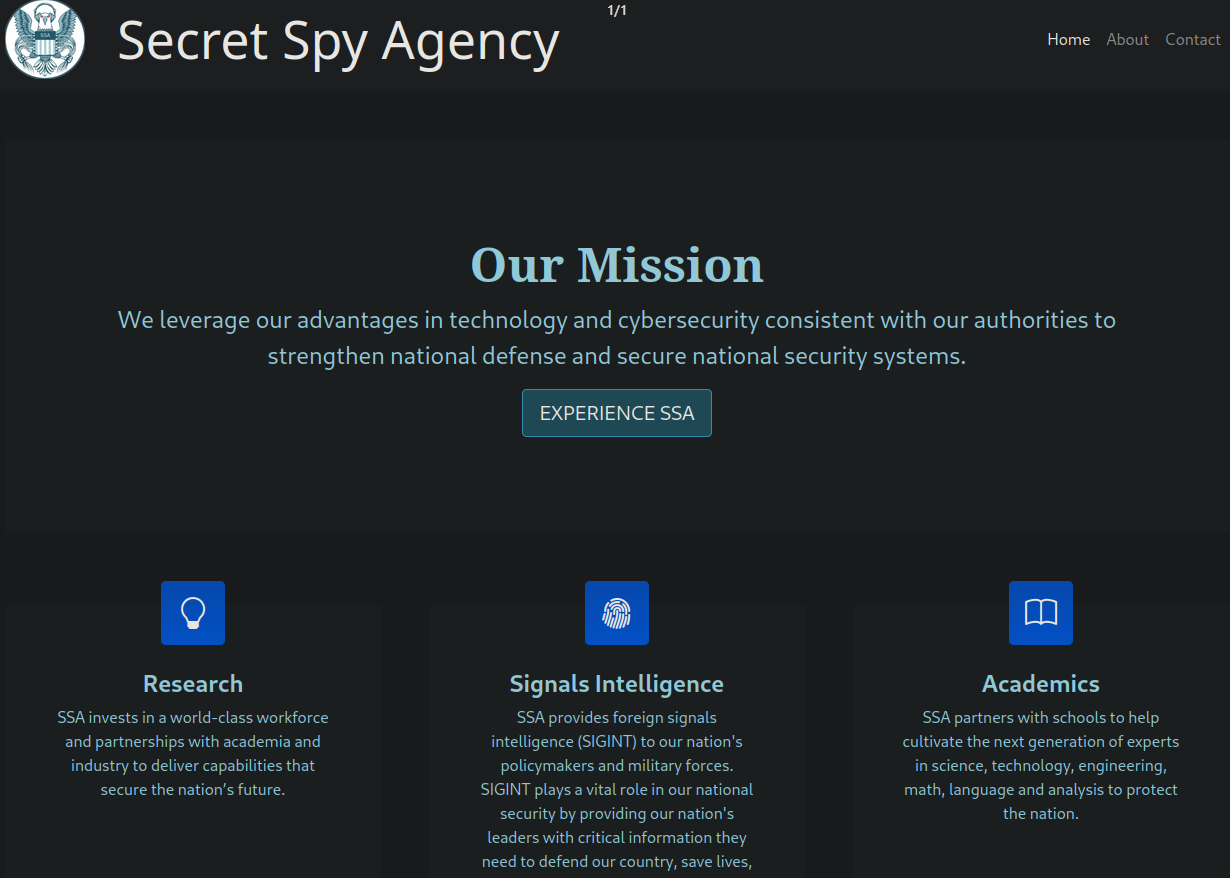 1/1
SSA
Secret Spy Agency
Home About Contact
Our Mission
We leverage our advantages in technology and cybersecurity consistent with our authorities to
strengthen national defense and secure national security systems.
EXPERIENCE SSA
Research
SSA invests in a world-class workforce
and partnerships with academia and
industry to deliver capabilities that
secure the nation’s future.
Signals Intelligence
SSA provides foreign signals
intelligence (SIGINT) to our nation's
policymakers and military forces.
SIGINT plays a vital role in our national
security by providing our nation's
leaders with critical information they
need to defend our country, save lives,
Academics
SSA partners with schools to help
cultivate the next generation of experts
in science, technology, engineering,
math, language and analysis to protect
the nation.